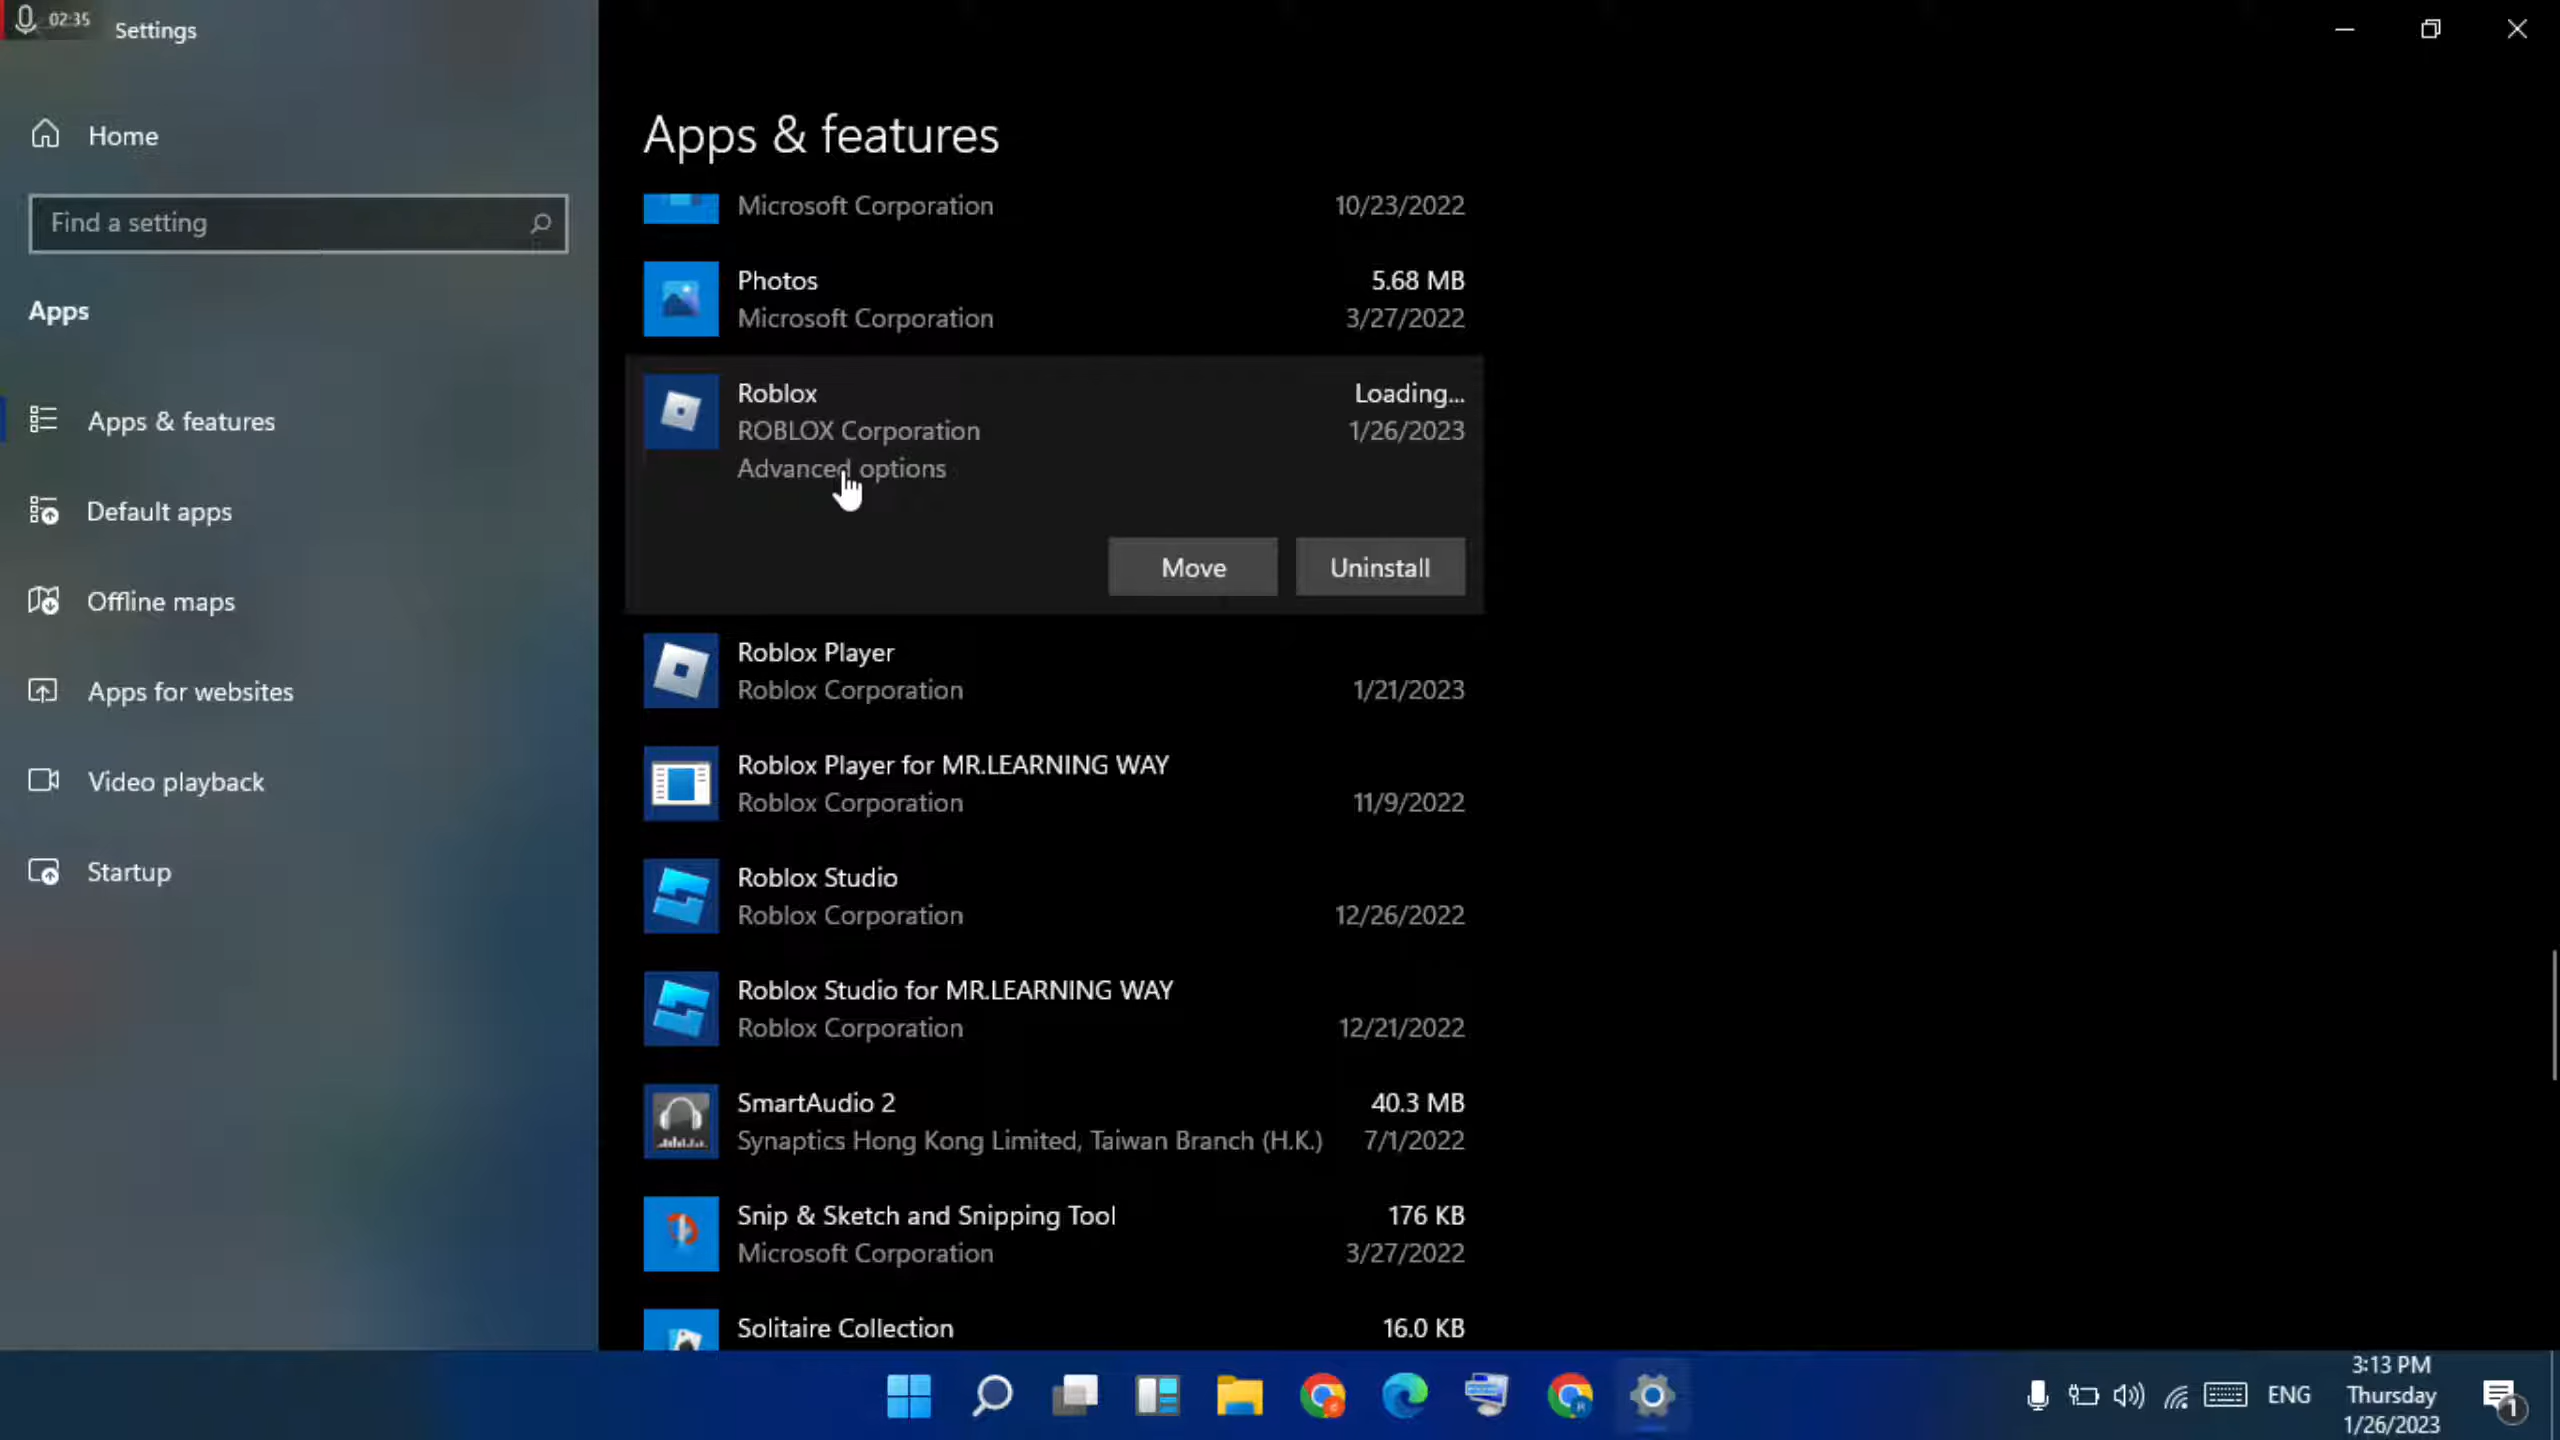 02:35
Settings
Home
Find a setting
Apps
Apps & features
Default apps
Offline maps
Apps for websites
Video playback
Startup
Apps & features
Microsoft Corporation 10/23/2022
Photos 5.68 MB
Microsoft Corporation 3/27/2022
Roblox Loading...
ROBLOX Corporation 1/26/2023
Advanced options
Move Uninstall
Roblox Player
Roblox Corporation 1/21/2023
Roblox Player for MR.LEARNING WAY
Roblox Corporation 11/9/2022
Roblox Studio
Roblox Corporation 12/26/2022
Roblox Studio for MR.LEARNING WAY
Roblox Corporation 12/21/2022
SmartAudio 2 40.3 MB
Synaptics Hong Kong Limited, Taiwan Branch (H.K.) 7/1/2022
Snip & Sketch and Snipping Tool 176 KB
Microsoft Corporation 3/27/2022
Solitaire Collection 16.0 KB
ENG
3:13 PM
Thursday
1/26/2023
1